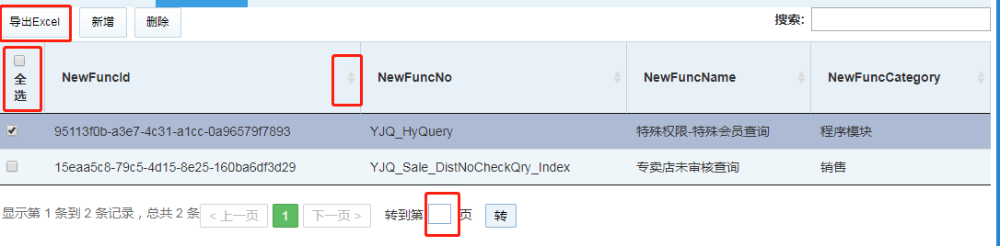 导出Excel 新增 删除 搜索:
全选 NewFuncId NewFuncNo NewFuncName NewFuncCategory
95113f0b-a3e7-4c31-a1cc-0a96579f7893 YJQ_HyQuery 特殊权限-特殊会员查询 程序模块
15eaa5c8-79c5-4d15-8e25-160ba6df3d29 YJQ_Sale_DistNoCheckQry_Index 专卖店未审核查询 销售
显示第 1 条到 2 条记录，总共 2 条 < 上一页 1 下一页 > 转到第 页 转